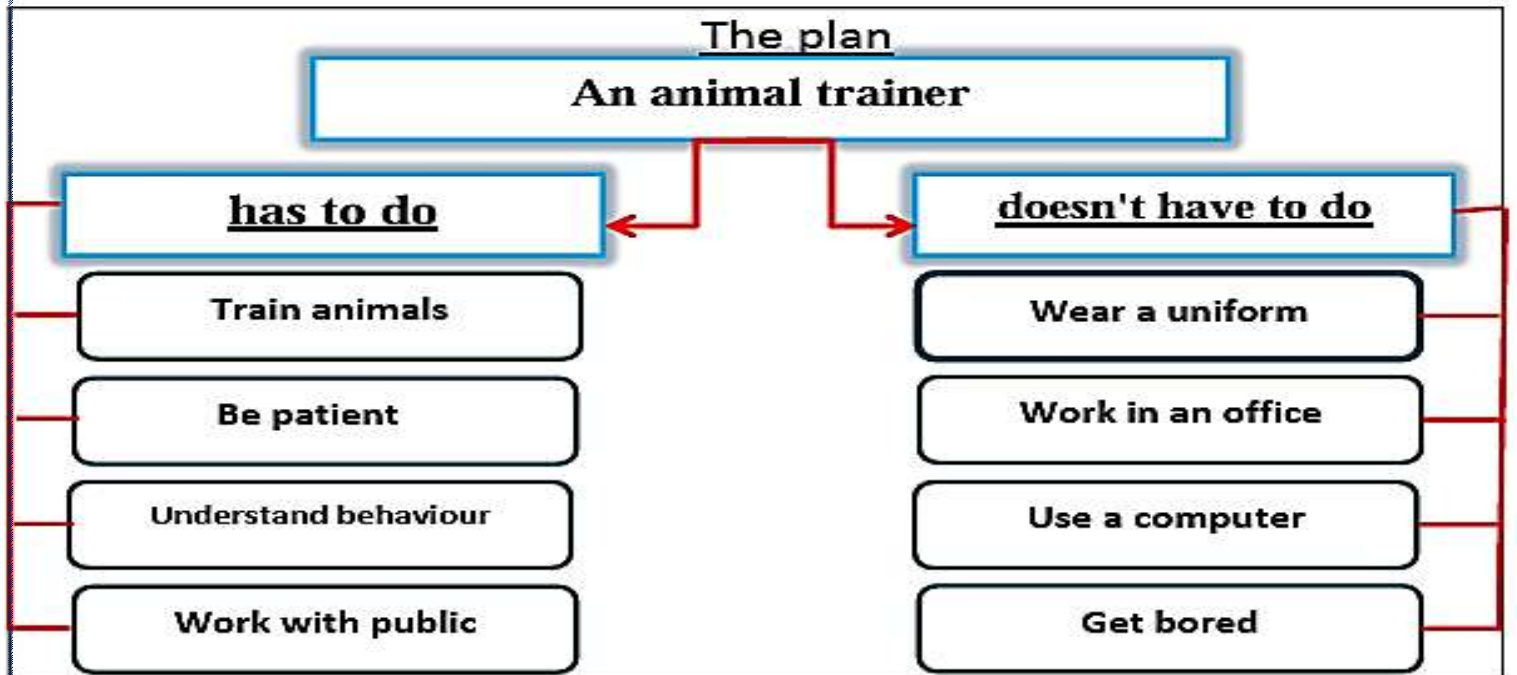 The plan
An animal trainer
has to do
Train animals
Be patient
Understand behaviour
Work with public
doesn't have to do
Wear a uniform
Work in an office
Use a computer
Get bored